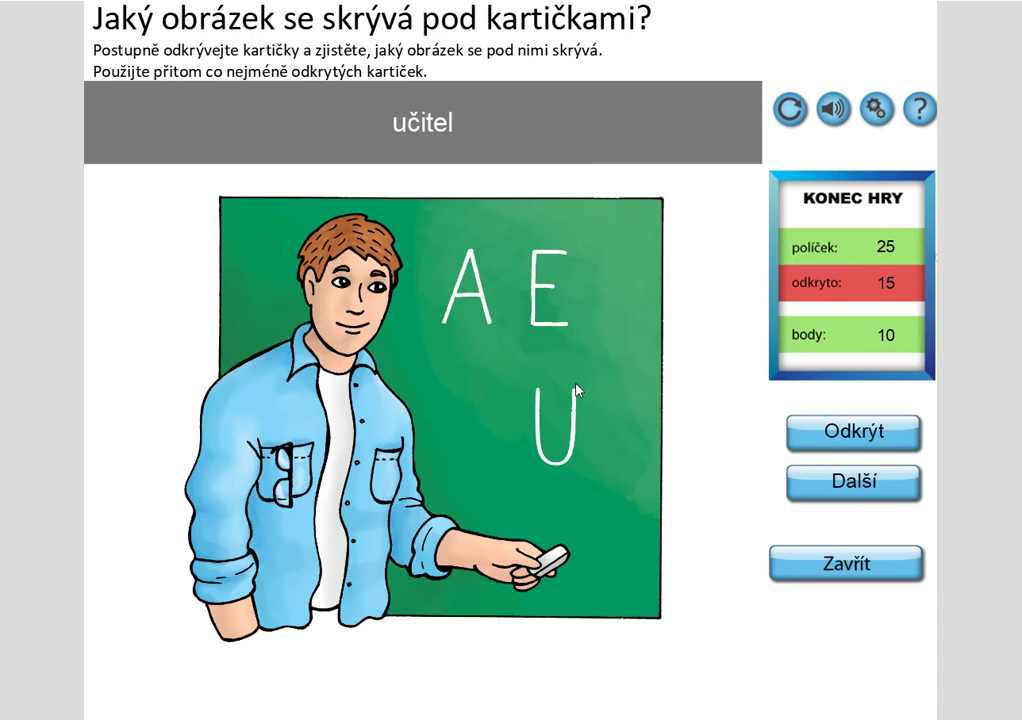 Jaký obrázek se skrývá pod kartičkami?
Postupně odkrývejte kartičky a zjistěte, jaký obrázek se pod nimi skrývá.
Použijte přitom co nejméně odkrytých kartiček.
učitel
?
A E
U
KONEC HRY
políček: 25
odkryto: 15
body: 10
Odkrýt
Další
Zavřít